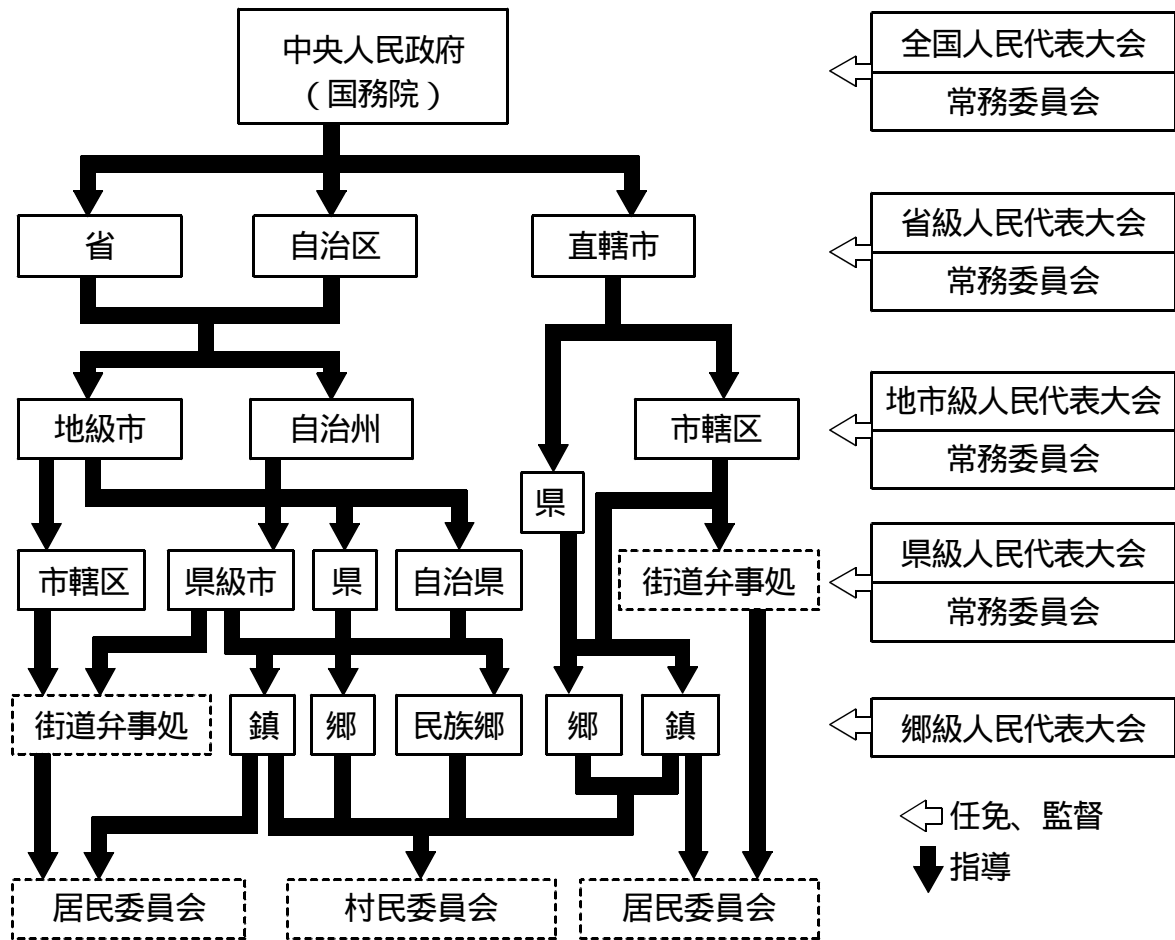 中央人民政府
（国務院）
全国人民代表大会
常務委員会
省
自治区
直轄市
省級人民代表大会
常務委員会
地級市
自治州
市轄区
地市級人民代表大会
常務委員会
県
市轄区
県級市
県
自治県
街道弁事処
県級人民代表大会
常務委員会
街道弁事処
鎮
郷
民族郷
郷
鎮
郷級人民代表大会
任免、監督
指導
居民委員会
村民委員会
居民委員会